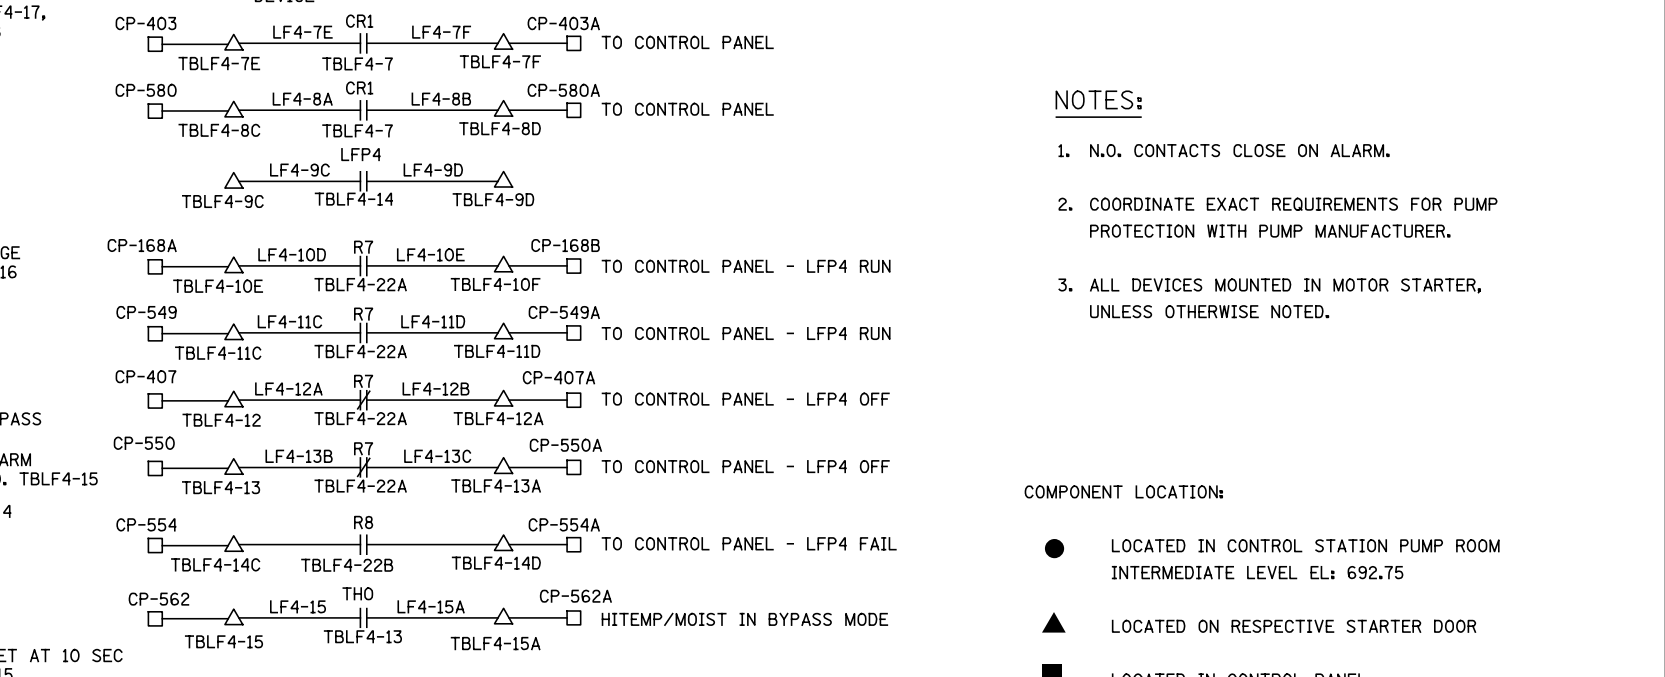 DEVICE
F4-17,
CP-403 LF4-7E CR1 LF4-7F CP-403A TO CONTROL PANEL
TBLF4-7E TBLF4-7 TBLF4-7F
CP-580 LF4-8A CR1 LF4-8B CP-580A TO CONTROL PANEL
TBLF4-8C TBLF4-7 TBLF4-8D
LFP4
LF4-9C LF4-9D
TBLF4-9C TBLF4-14 TBLF4-9D
GE
16
CP-168A LF4-10D R7 LF4-10E CP-168B TO CONTROL PANEL - LFP4 RUN
TBLF4-10E TBLF4-22A TBLF4-10F
CP-549 LF4-11C R7 LF4-11D CP-549A TO CONTROL PANEL - LFP4 RUN
TBLF4-11C TBLF4-22A TBLF4-11D
CP-407 LF4-12A R7 LF4-12B CP-407A TO CONTROL PANEL - LFP4 OFF
PASS
TBLF4-12 TBLF4-22A TBLF4-12A
CP-550 LF4-13B R7 LF4-13C CP-550A TO CONTROL PANEL - LFP4 OFF
ARM
. TBLF4-15
TBLF4-13 TBLF4-22A TBLF4-13A
4
CP-554 R8 CP-554A TO CONTROL PANEL - LFP4 FAIL
TBLF4-14C TBLF4-22B TBLF4-14D
CP-562 LF4-15 THO LF4-15A CP-562A HITEMP/MOIST IN BYPASS MODE
TBLF4-15 TBLF4-13 TBLF4-15A
ET AT 10 SEC
15
NOTES:
1. N.O. CONTACTS CLOSE ON ALARM.
2. COORDINATE EXACT REQUIREMENTS FOR PUMP
PROTECTION WITH PUMP MANUFACTURER.
3. ALL DEVICES MOUNTED IN MOTOR STARTER,
UNLESS OTHERWISE NOTED.
COMPONENT LOCATION:
LOCATED IN CONTROL STATION PUMP ROOM
INTERMEDIATE LEVEL EL: 692.75
LOCATED ON RESPECTIVE STARTER DOOR
LOCATED IN CONTROL PANEL